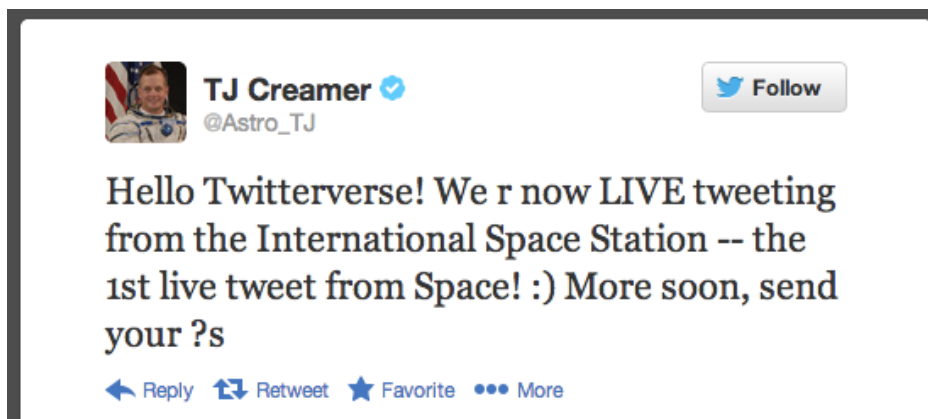 TJ Creamer
Follow
@Astro_TJ
Hello Twitterverse! We r now LIVE tweeting
from the International Space Station -- the
1st live tweet from Space! :) More soon, send
your ?s
Reply Retweet Favorite More